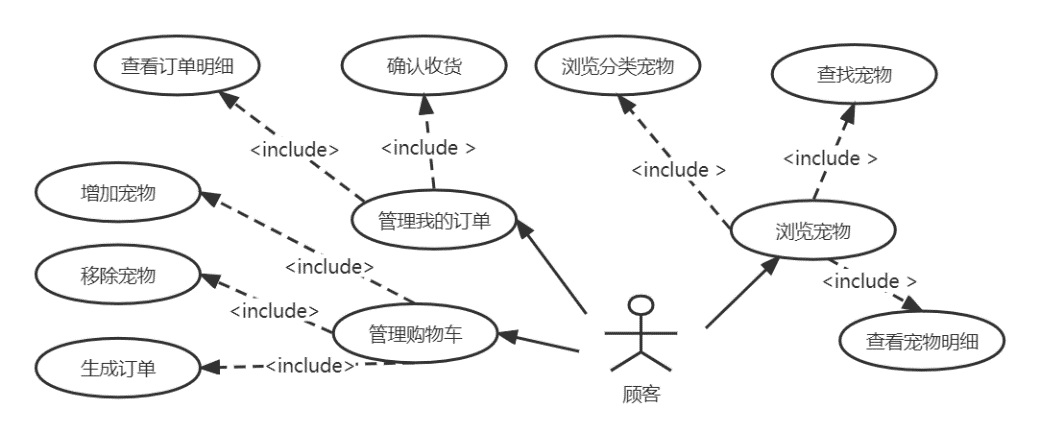 查看订单明细
确认收货
浏览分类宠物
查找宠物
<include>
<include >
<include >
<include >
增加宠物
管理我的订单
浏览宠物
<include>
移除宠物
<include >
<include>
管理购物车
查看宠物明细
生成订单
<include>
顾客